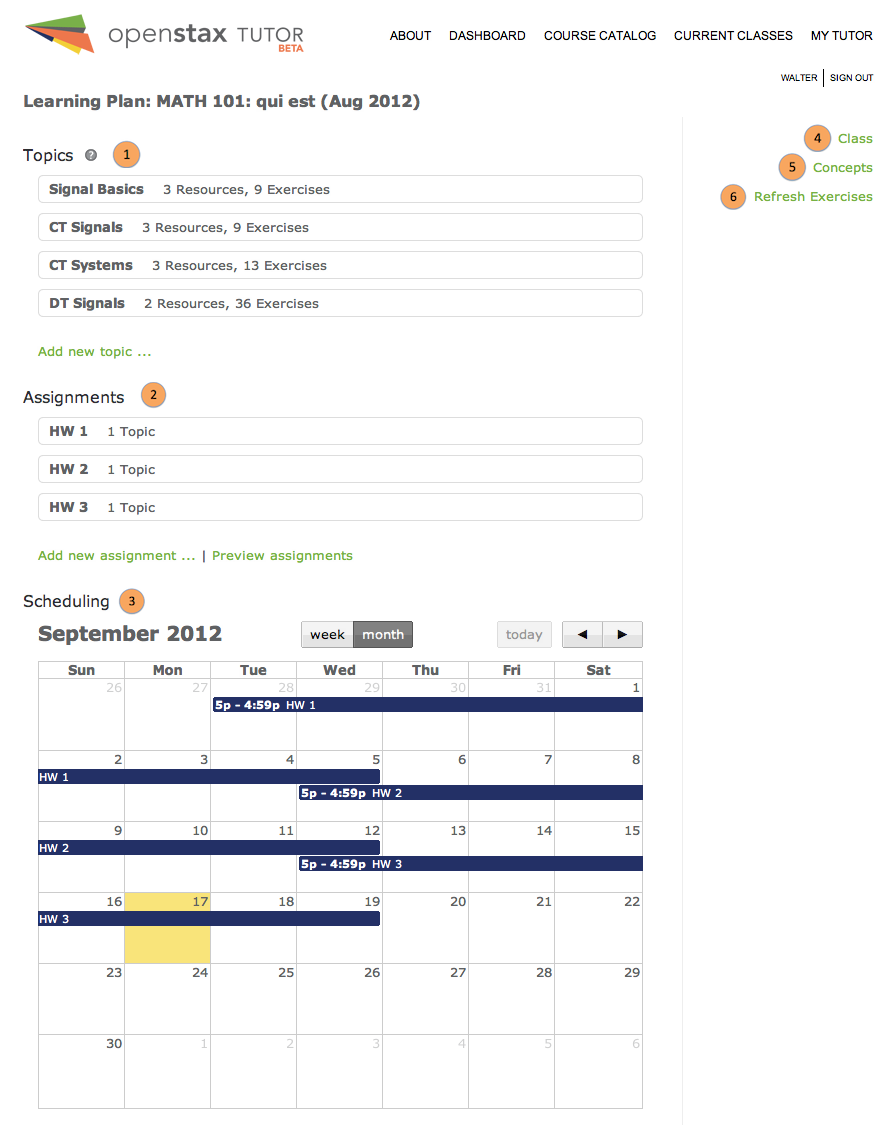 openstax TUTOR BETA
ABOUT DASHBOARD COURSE CATALOG CURRENT CLASSES MY TUTOR
WALTER | SIGN OUT
Learning Plan: MATH 101: qui est (Aug 2012)
4 Class
5 Concepts
6 Refresh Exercises
Topics ? 1
Signal Basics 3 Resources, 9 Exercises
CT Signals 3 Resources, 9 Exercises
CT Systems 3 Resources, 13 Exercises
DT Signals 2 Resources, 36 Exercises
Add new topic ...
Assignments 2
HW 1 1 Topic
HW 2 1 Topic
HW 3 1 Topic
Add new assignment ... | Preview assignments
Scheduling 3
September 2012 week month today ◄ ►
Sun Mon Tue Wed Thu Fri Sat
26 27 28 29 30 31 1
5p - 4:59p HW 1
2 3 4 5 6 7 8
HW 1
5p - 4:59p HW 2
9 10 11 12 13 14 15
HW 2
5p - 4:59p HW 3
16 17 18 19 20 21 22
HW 3
23 24 25 26 27 28 29
30 1 2 3 4 5 6